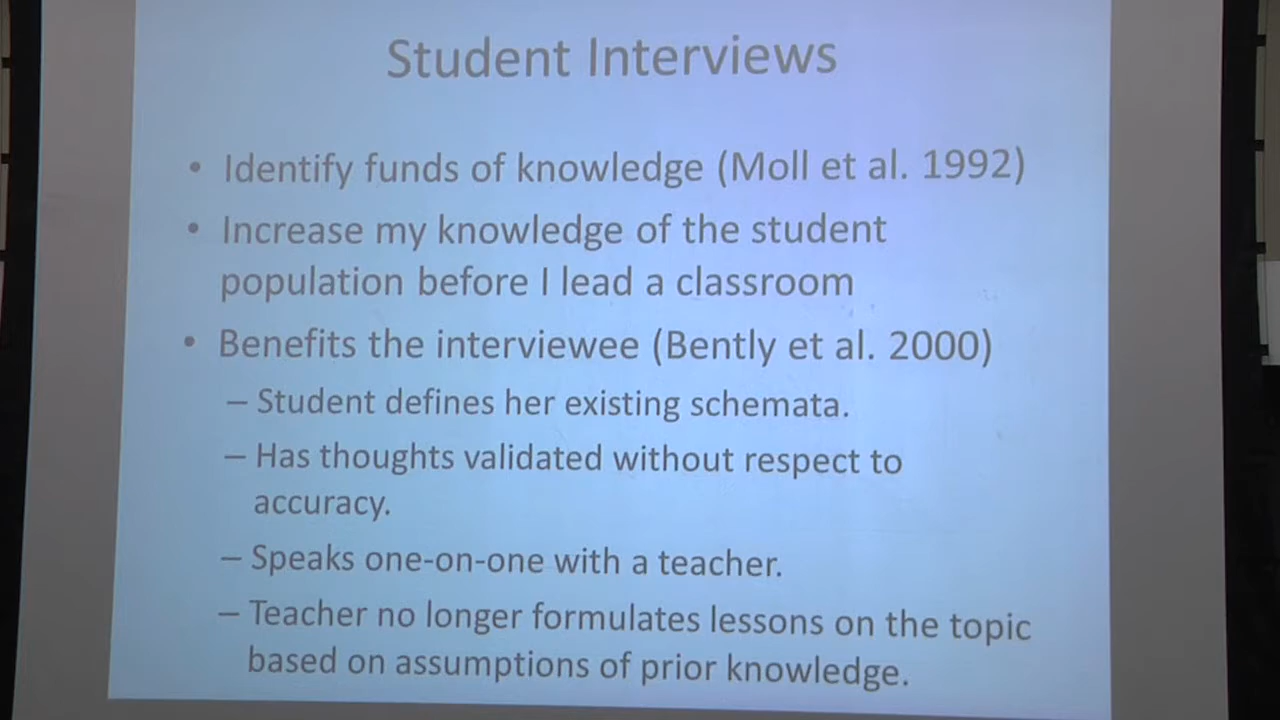 Student Interviews
• Identify funds of knowledge (Moll et al. 1992)
• Increase my knowledge of the student
population before I lead a classroom
• Benefits the interviewee (Bently et al. 2000)
– Student defines her existing schemata.
– Has thoughts validated without respect to
accuracy.
– Speaks one-on-one with a teacher.
– Teacher no longer formulates lessons on the topic
based on assumptions of prior knowledge.